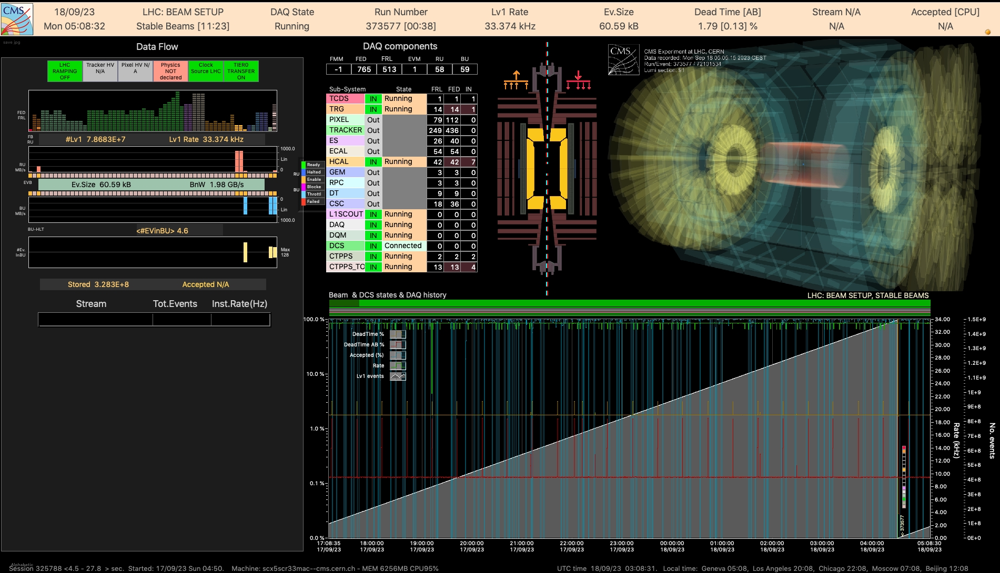 CMS
18/09/23
Mon 05:08:32
LHC: BEAM SETUP
Stable Beams [11:23]
DAQ State
Running
Run Number
373577 [00:38]
Lv1 Rate
33.374 kHz
Ev.Size
60.59 kB
Dead Time [AB]
1.79 [0.13] %
Stream N/A
N/A
Accepted [CPU]
N/A
save jpg
Data Flow
LHC RAMPING OFF
Tracker HV N/A
Pixel HV N/A
Physics NOT declared
Clock Source LHC
TIER0 TRANSFER ON
FED
FRL
FB
RU
#Lv1 7.8683E+7
Lv1 Rate 33.374 kHz
1000.0
Lin
0
RU
MB/s
EVB
Ev.Size 60.59 kB
BnW 1.98 GB/s
0
Lin
1000.0
BU
MB/s
BU-HLT
<#EVinBU> 4.6
#Ev.
InBU
Max
128
Stored 3.283E+8
Accepted N/A
Stream Tot.Events Inst.Rate(Hz)
RU
BU
Ready
Halted
Enable
Blocke
Throttl
Failed
DAQ components
FMM FED FRL EVM RU BU
-1 765 513 1 58 59
Sub-System State FRL FED IN
TCDS IN Running 1 1 1
TRG IN Running 14 14 1
PIXEL Out 79 112 0
TRACKER Out 249 436 0
ES Out 26 40 0
ECAL Out 54 54 0
HCAL IN Running 42 42 7
GEM Out 3 3 0
RPC Out 3 3 0
DT Out 9 9 0
CSC Out 18 36 0
L1SCOUT IN Running 0 0 0
DAQ IN Running 0 0 0
DQM IN Running 0 0 0
DCS IN Connected 0 0 0
CTPPS IN Running 2 2 2
CTPPS_TO IN Running 13 13 4
CMS
CMS Experiment at LHC, CERN
Data recorded: Mon Sep 18 05:05:15 2023 CEST
Run/Event: 373577 / 72101534
Lumi section: 91
Beam & DCS states & DAQ history
LHC: BEAM SETUP, STABLE BEAMS
100.0 %
10.0 %
1.0 %
0.1 %
0.0 %
DeadTime %
DeadTime AB %
Accepted (%)
Rate
Lv1 events
34.00
32.00
30.00
28.00
26.00
24.00
22.00
20.00
18.00
16.00
14.00
12.00
10.00
8.00
6.00
4.00
2.00
0.00
Rate (kHz)
1.5E+9
1.4E+9
1.3E+9
1.2E+9
1.1E+9
1E+9
9E+8
8E+8
7E+8
6E+8
5E+8
4E+8
3E+8
2E+8
1E+8
0E+0
No. events
373577
17:08:35 18:00:00 19:00:00 20:00:00 21:00:00 22:00:00 23:00:00 00:00:00 01:00:00 02:00:00 03:00:00 04:00:00 05:08:30
17/09/23 17/09/23 17/09/23 17/09/23 17/09/23 17/09/23 17/09/23 18/09/23 18/09/23 18/09/23 18/09/23 18/09/23 18/09/23
Alphabetic
Session 325788 <4.5 - 27.8 > sec. Started: 17/09/23 Sun 04:50. Machine: scx5scr33mac--cms.cern.ch - MEM 6256MB CPU95%
UTC time 18/09/23 03:08:31. Local time: Geneva 05:08, Los Angeles 20:08, Chicago 22:08, Moscow 07:08, Beijing 12:08